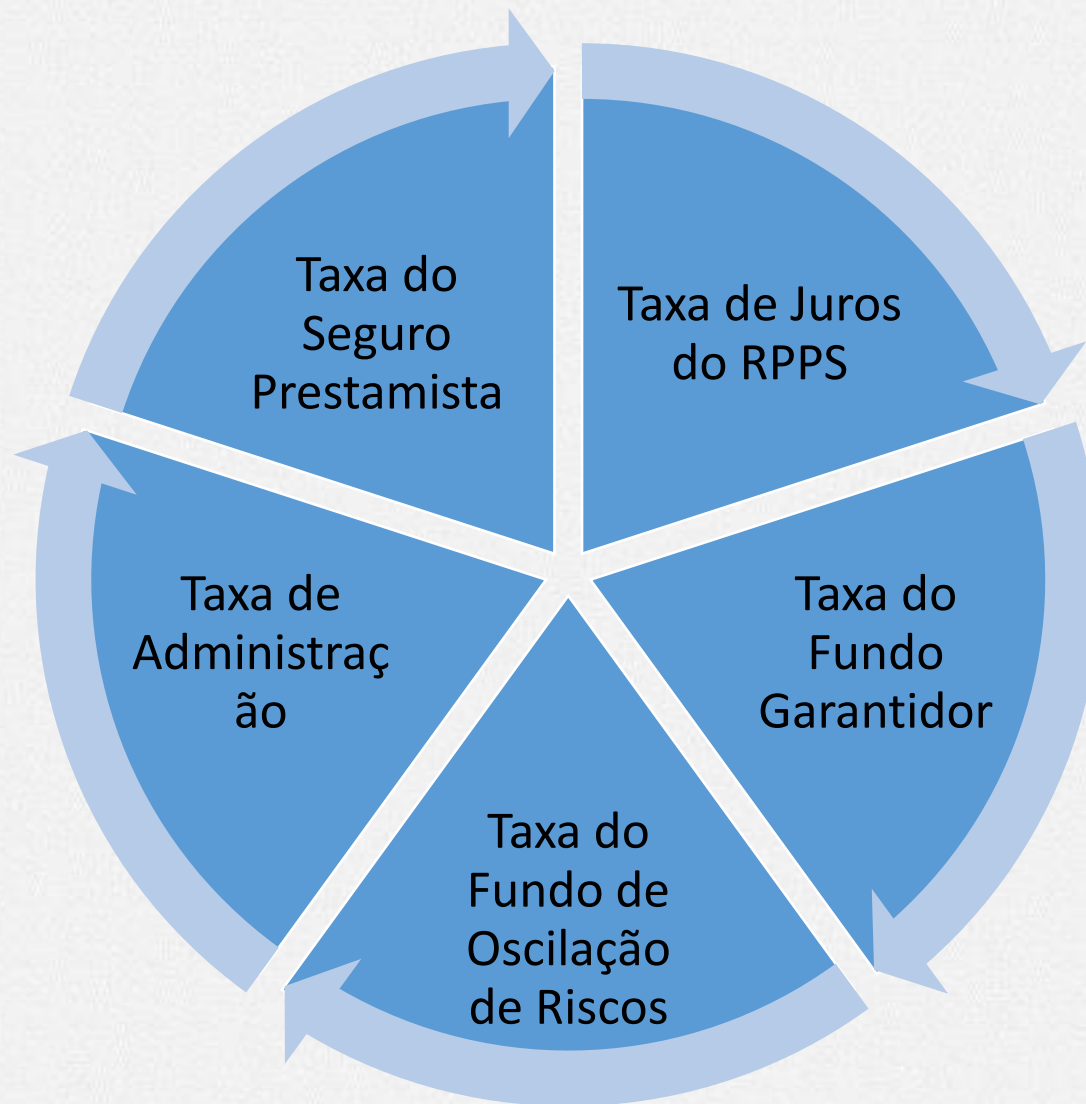 Taxa do
Seguro
Prestamista
Taxa de Juros
do RPPS
Taxa do
Fundo
Garantidor
Taxa do
Fundo de
Oscilação
de Riscos
Taxa de
Administraç
ão